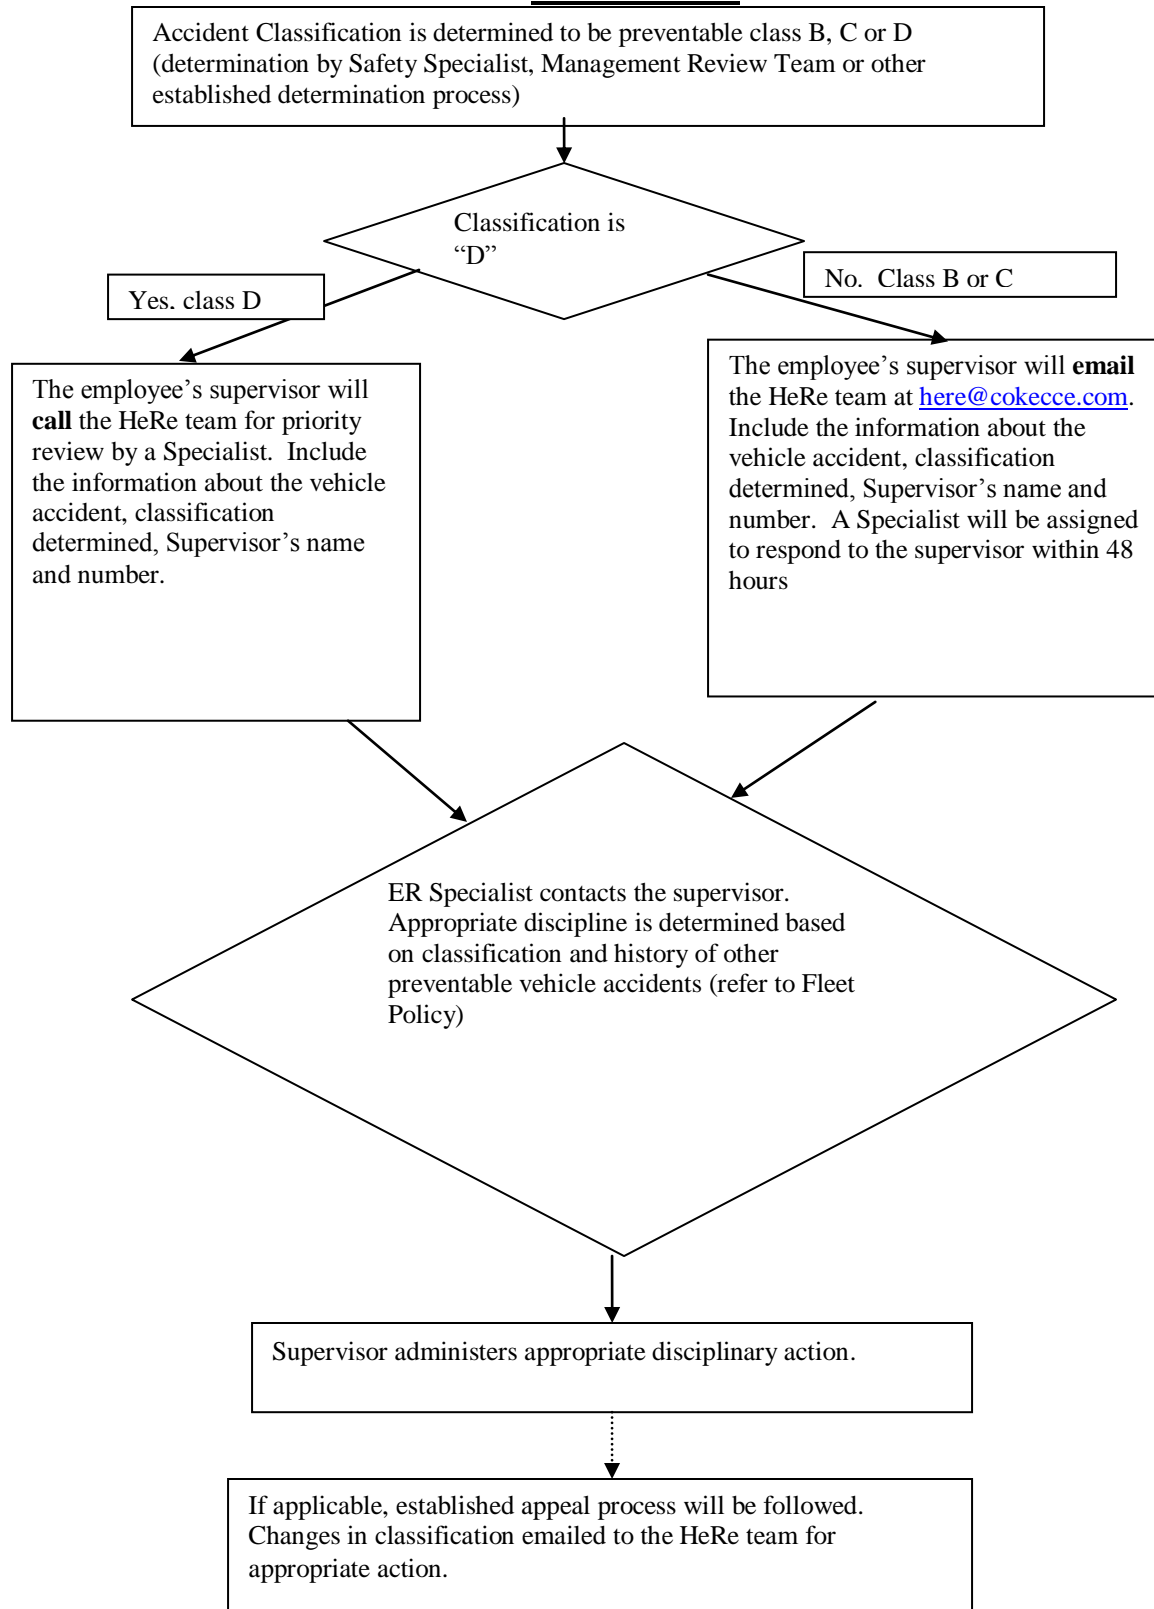 Accident Classification is determined to be preventable class B, C or D
(determination by Safety Specialist, Management Review Team or other
established determination process)
Classification is
“D”
Yes. class D
No.  Class B or C
The employee’s supervisor will
call the HeRe team for priority
review by a Specialist.  Include
the information about the vehicle
accident, classification
determined, Supervisor’s name
and number.
The employee’s supervisor will email
the HeRe team at here@cokecce.com.
Include the information about the
vehicle accident, classification
determined, Supervisor’s name and
number.  A Specialist will be assigned
to respond to the supervisor within 48
hours
ER Specialist contacts the supervisor.
Appropriate discipline is determined based
on classification and history of other
preventable vehicle accidents (refer to Fleet
Policy)
Supervisor administers appropriate disciplinary action.
If applicable, established appeal process will be followed.
Changes in classification emailed to the HeRe team for
appropriate action.